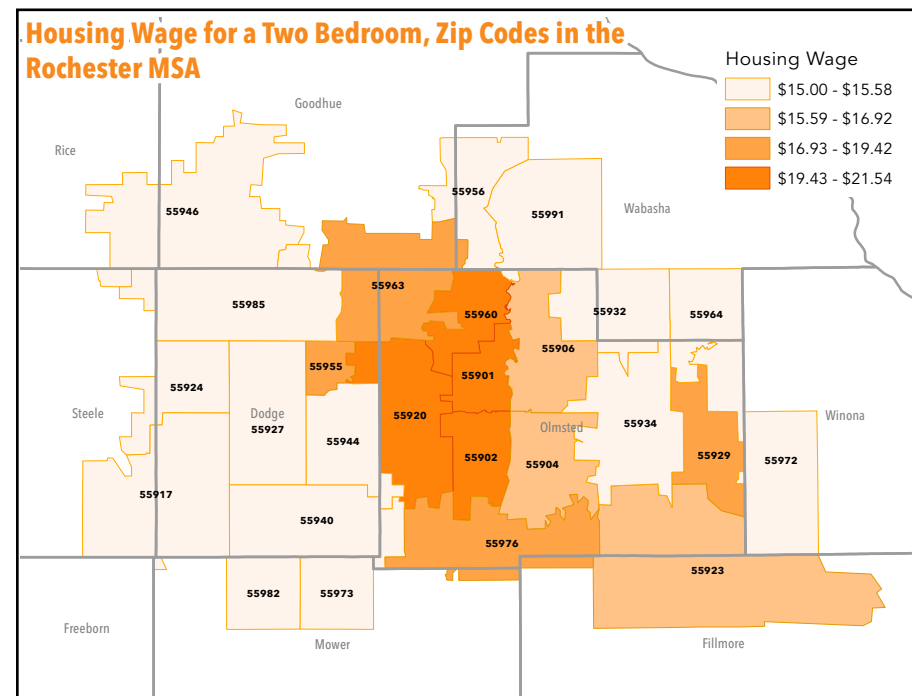 Housing Wage for a Two Bedroom, Zip Codes in the
Rochester MSA
Housing Wage
$15.00 - $15.58
$15.59 - $16.92
$16.93 - $19.42
$19.43 - $21.54
Goodhue
Rice
55956
55946
55991
Wabasha
55985
55963
55960
55932
55964
55906
55955
55901
55924
55920
Steele
Dodge
55927
55944
Olmsted
55934
Winona
55902
55904
55929
55972
55917
55940
55976
55923
55982
55973
Freeborn
Mower
Fillmore